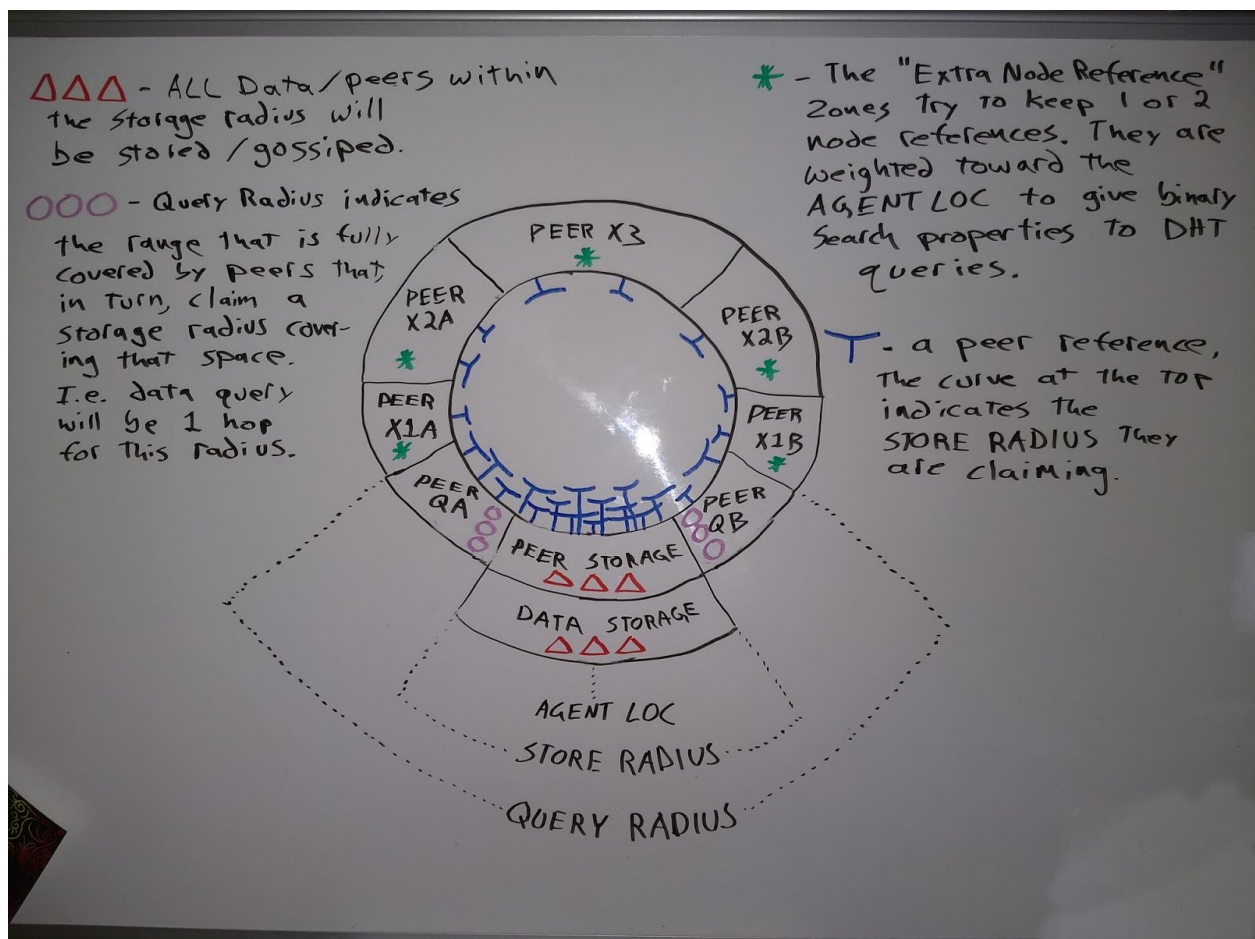 △△△ - ALL Data/peers within
the storage radius will
be stored/gossiped.
○○○ - Query Radius indicates
the range that is fully
covered by peers that,
in turn, claim a
storage radius cover-
ing that space.
I.e. data query
will be 1 hop
for this radius.
* - The "Extra Node Reference"
Zones try to keep 1 or 2
node references. They are
weighted toward the
AGENT LOC to give binary
search properties to DHT
queries.
T - a peer reference,
The curve at the top
indicates the
STORE RADIUS They
are claiming.
PEER X3
*
PEER
X2A
*
PEER
X2B
*
PEER
X1A
*
PEER
X1B
*
PEER
QA
PEER
QB
PEER STORAGE
△△△
DATA STORAGE
△△△
AGENT LOC
STORE RADIUS
QUERY RADIUS